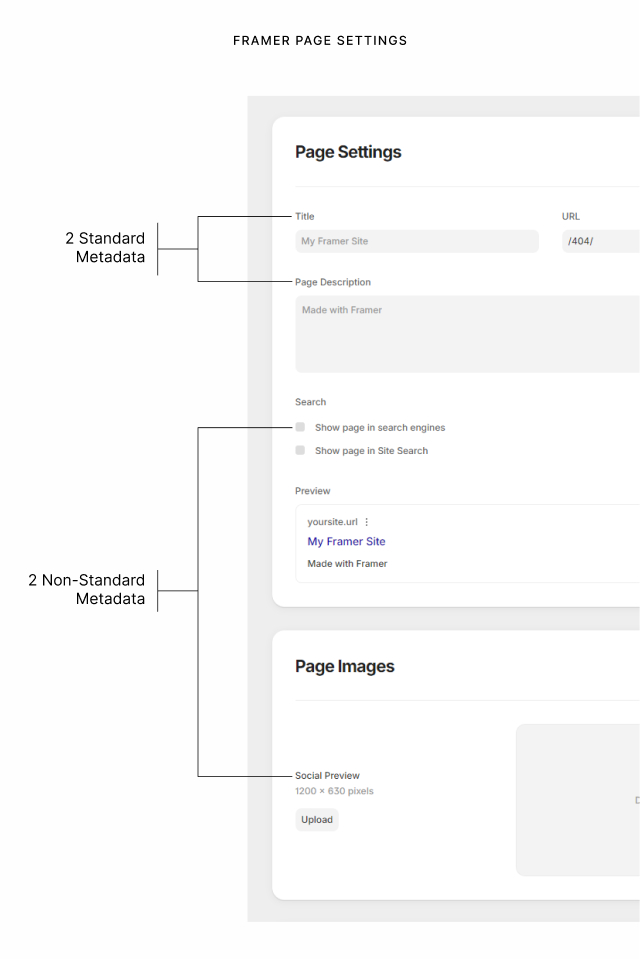 FRAMER PAGE SETTINGS
Page Settings
Title
URL
My Framer Site
/404/
2 Standard
Metadata
Page Description
Made with Framer
Search
Show page in search engines
Show page in Site Search
Preview
yoursite.url
My Framer Site
Made with Framer
2 Non-Standard
Metadata
Page Images
Social Preview
1200 × 630 pixels
Upload